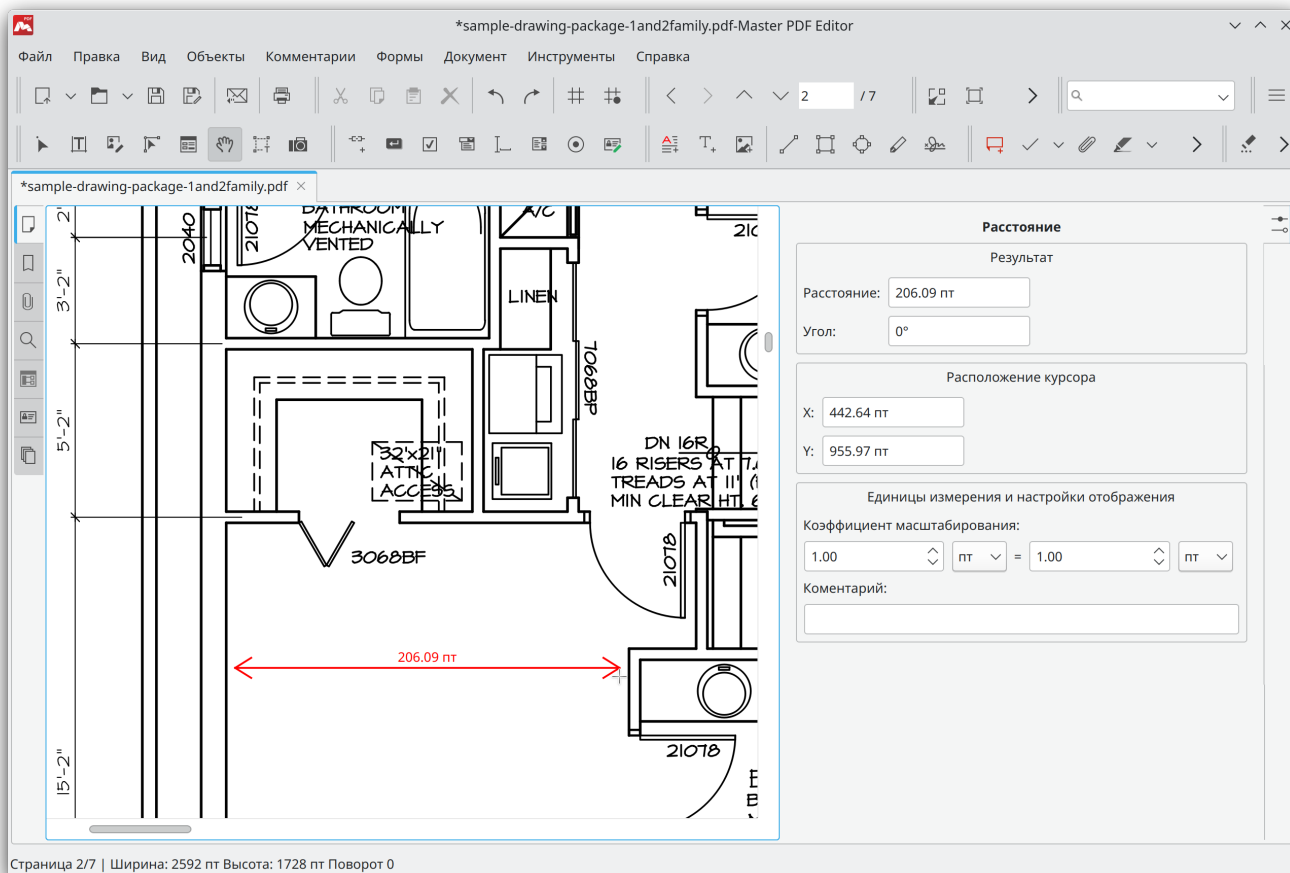 *sample-drawing-package-1and2family.pdf-Master PDF Editor
Файл Правка Вид Объекты Комментарии Формы Документ Инструменты Справка
2 / 7
*sample-drawing-package-1and2family.pdf
2'
2040
21078
BATHROOM
MECHANICALLY
VENTED
A/C
3'-2"
LINEN
7068BP
5'-2"
32"x21"
ATTIC
ACCESS
DN 16R
16 RISERS AT 7.
TREADS AT 11" (
MIN CLEAR HT. 6
3068BF
21078
206.09 пт
21078
15'-2"
Расстояние
Результат
Расстояние: 206.09 пт
Угол: 0°
Расположение курсора
X: 442.64 пт
Y: 955.97 пт
Единицы измерения и настройки отображения
Коэффициент масштабирования:
1.00 пт = 1.00 пт
Коментарий:
Страница 2/7 | Ширина: 2592 пт Высота: 1728 пт Поворот 0